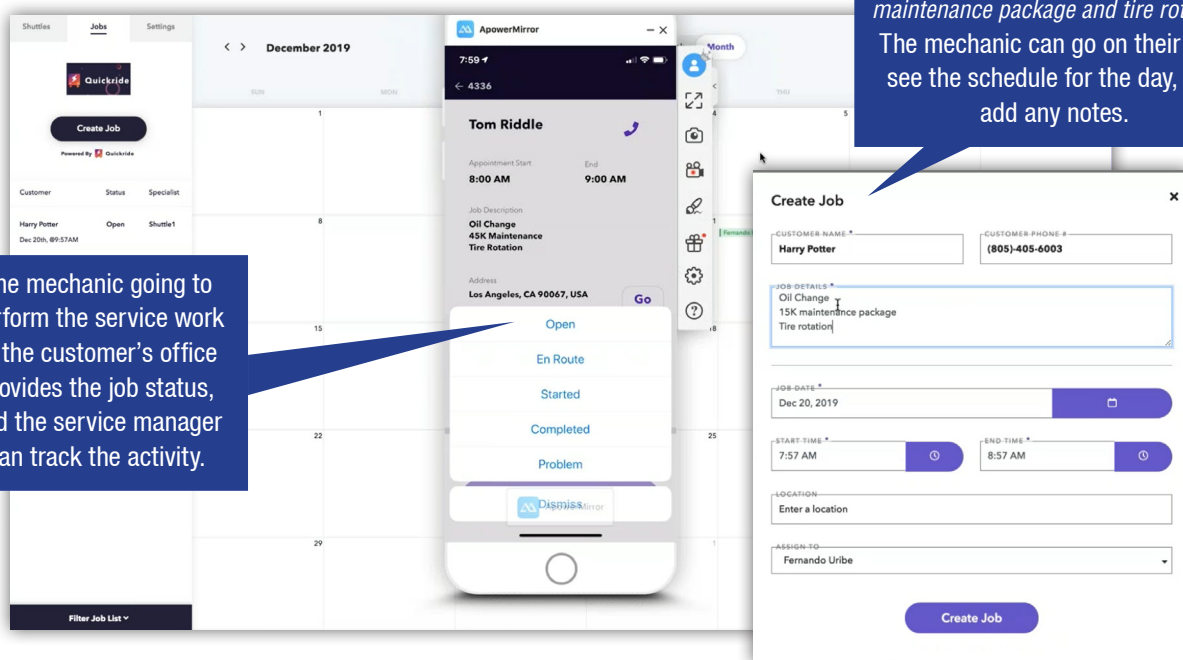 Shuttles
Jobs
Settings
Quickride
Create Job
Powered By Quickride
Customer Status Specialist
Harry Potter Open Shuttle1
Dec 20th, @9:57AM
Filter Job List
< > December 2019
Month
SUN MON THU
1 4 5
8
15 18
22 25
29 1
ApowerMirror
7:59
← 4336
Tom Riddle
Appointment Start End
8:00 AM 9:00 AM
Job Description
Oil Change
45K Maintenance
Tire Rotation
Address
Los Angeles, CA 90067, USA
Go
Open
En Route
Started
Completed
Problem
Dismiss
ApowerMirror
Fernando
mechanic going to
form the service work
the customer's office
the job status,
the service manager
an track the activity.
maintenance package and tire
The mechanic can go on their
see the schedule for the day,
add any notes.
Create Job ×
CUSTOMER NAME * CUSTOMER PHONE #
Harry Potter (805)-405-6003
JOB DETAILS *
Oil Change
15K maintenance package
Tire rotation
JOB DATE *
Dec 20, 2019
START TIME * END TIME *
7:57 AM 8:57 AM
LOCATION
Enter a location
ASSIGN TO
Fernando Uribe
Create Job